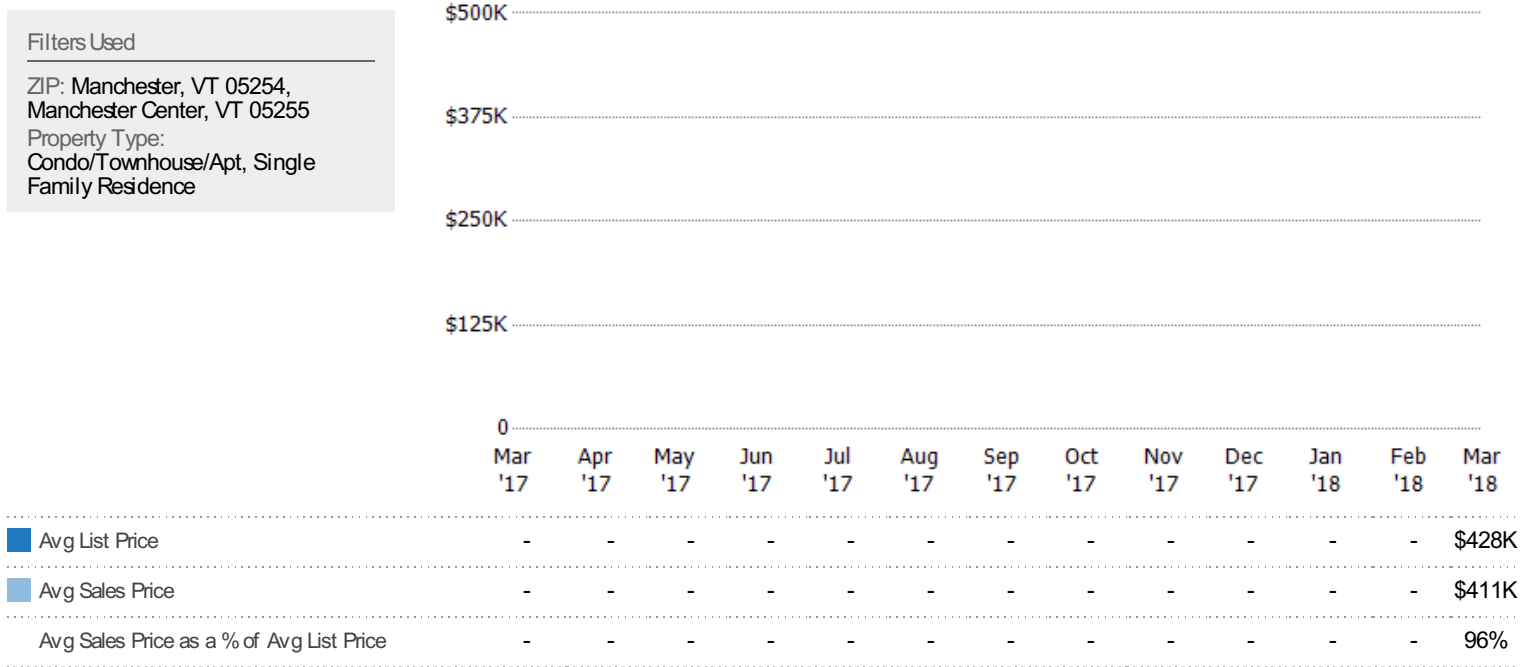 Filters Used
ZIP: Manchester, VT 05254,
Manchester Center, VT 05255
Property Type:
Condo/Townhouse/Apt, Single
Family Residence
$500K
$375K
$250K
$125K
0
Mar Apr May Jun Jul Aug Sep Oct Nov Dec Jan Feb Mar
'17 '17 '17 '17 '17 '17 '17 '17 '17 '17 '18 '18 '18
Avg List Price - - - - - - - - - - - - $428K
Avg Sales Price - - - - - - - - - - - - $411K
Avg Sales Price as a % of Avg List Price - - - - - - - - - - - - 96%